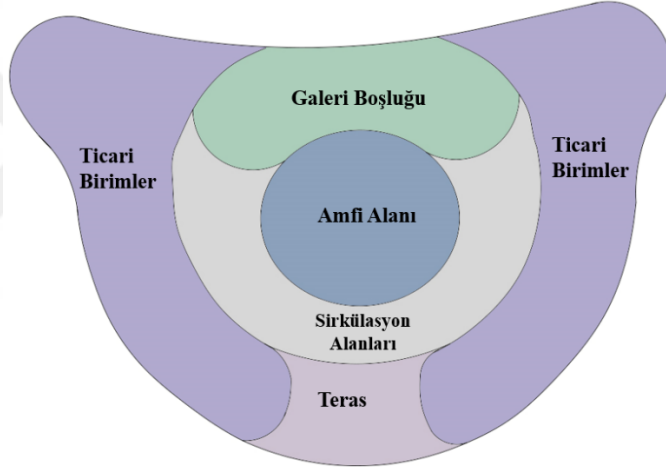 Galeri Boşluğu
Ticari
Birimler
Ticari
Birimler
Amfi Alanı
Sirkülasyon
Alanları
Teras